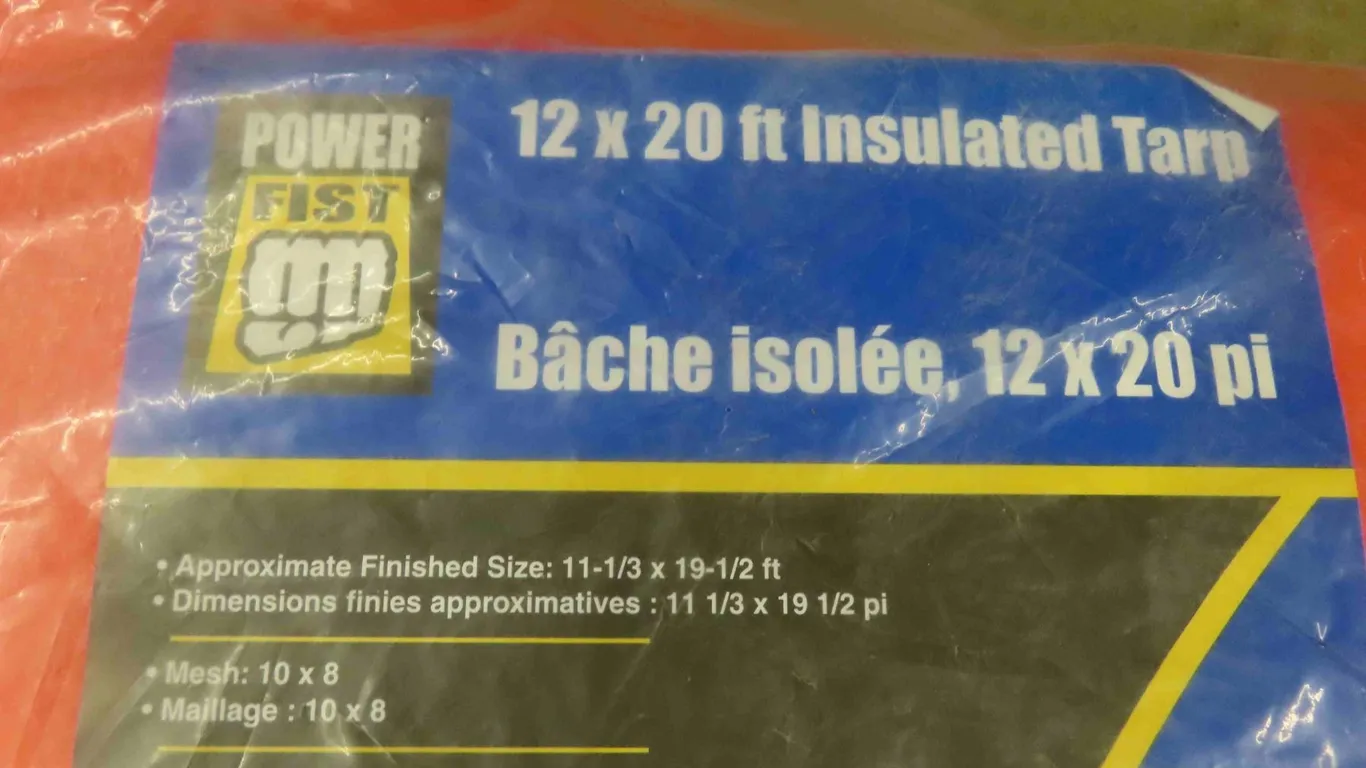 POWER
FIST
12 x 20 ft Insulated Tarp
Bâche isolée, 12 x 20 pi
• Approximate Finished Size: 11-1/3 x 19-1/2 ft
• Dimensions finies approximatives : 11 1/3 x 19 1/2 pi
• Mesh: 10 x 8
• Maillage : 10 x 8